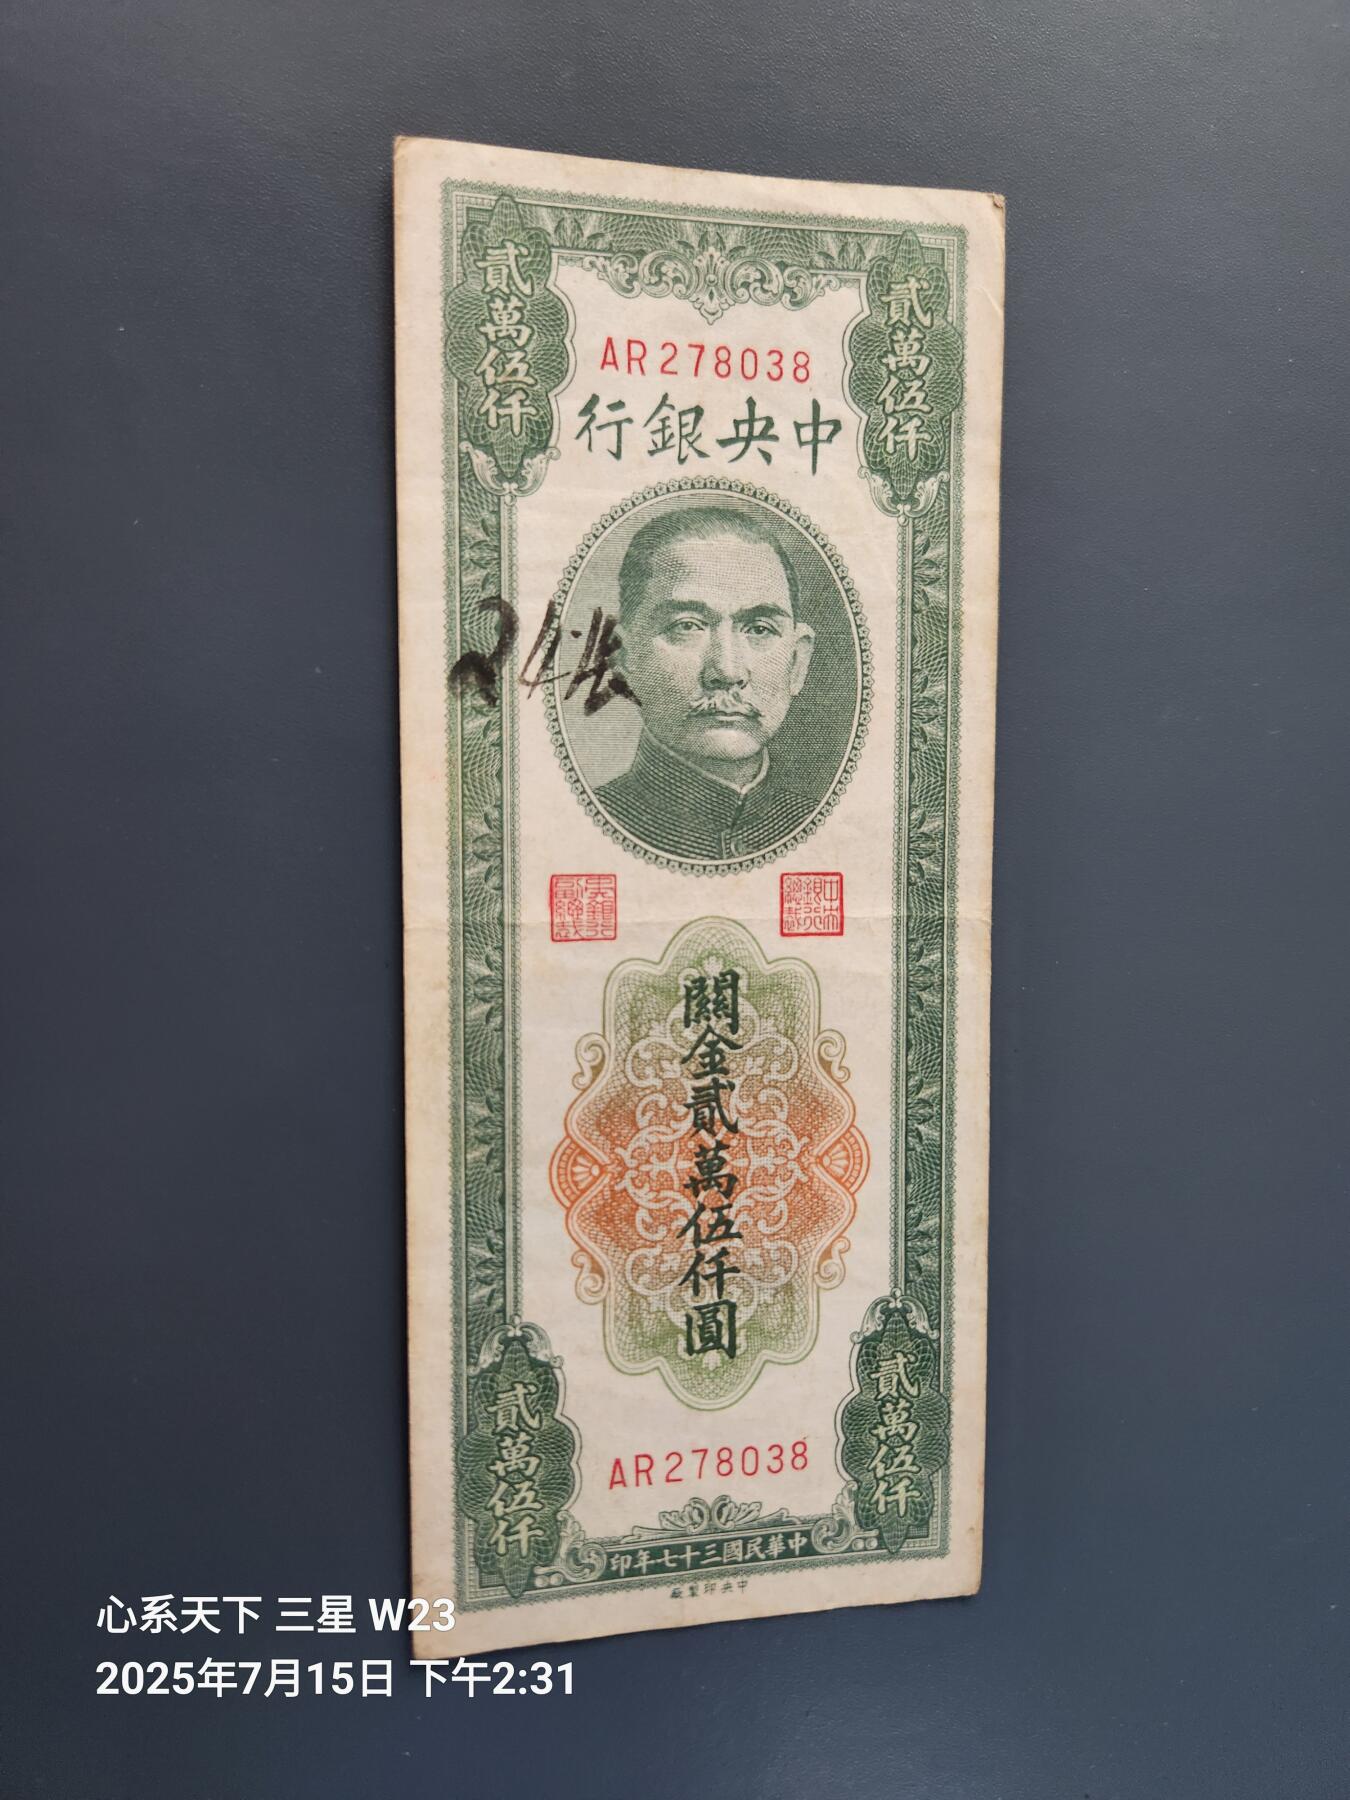 貳萬伍仟
貳萬伍仟
AR278038
行銀央中
24张
關金貳萬伍仟圓
AR278038
貳萬伍仟
貳萬伍仟
印年七十三國民華中
廠製印央中
心系天下 三星 W23
2025年7月15日 下午2:31